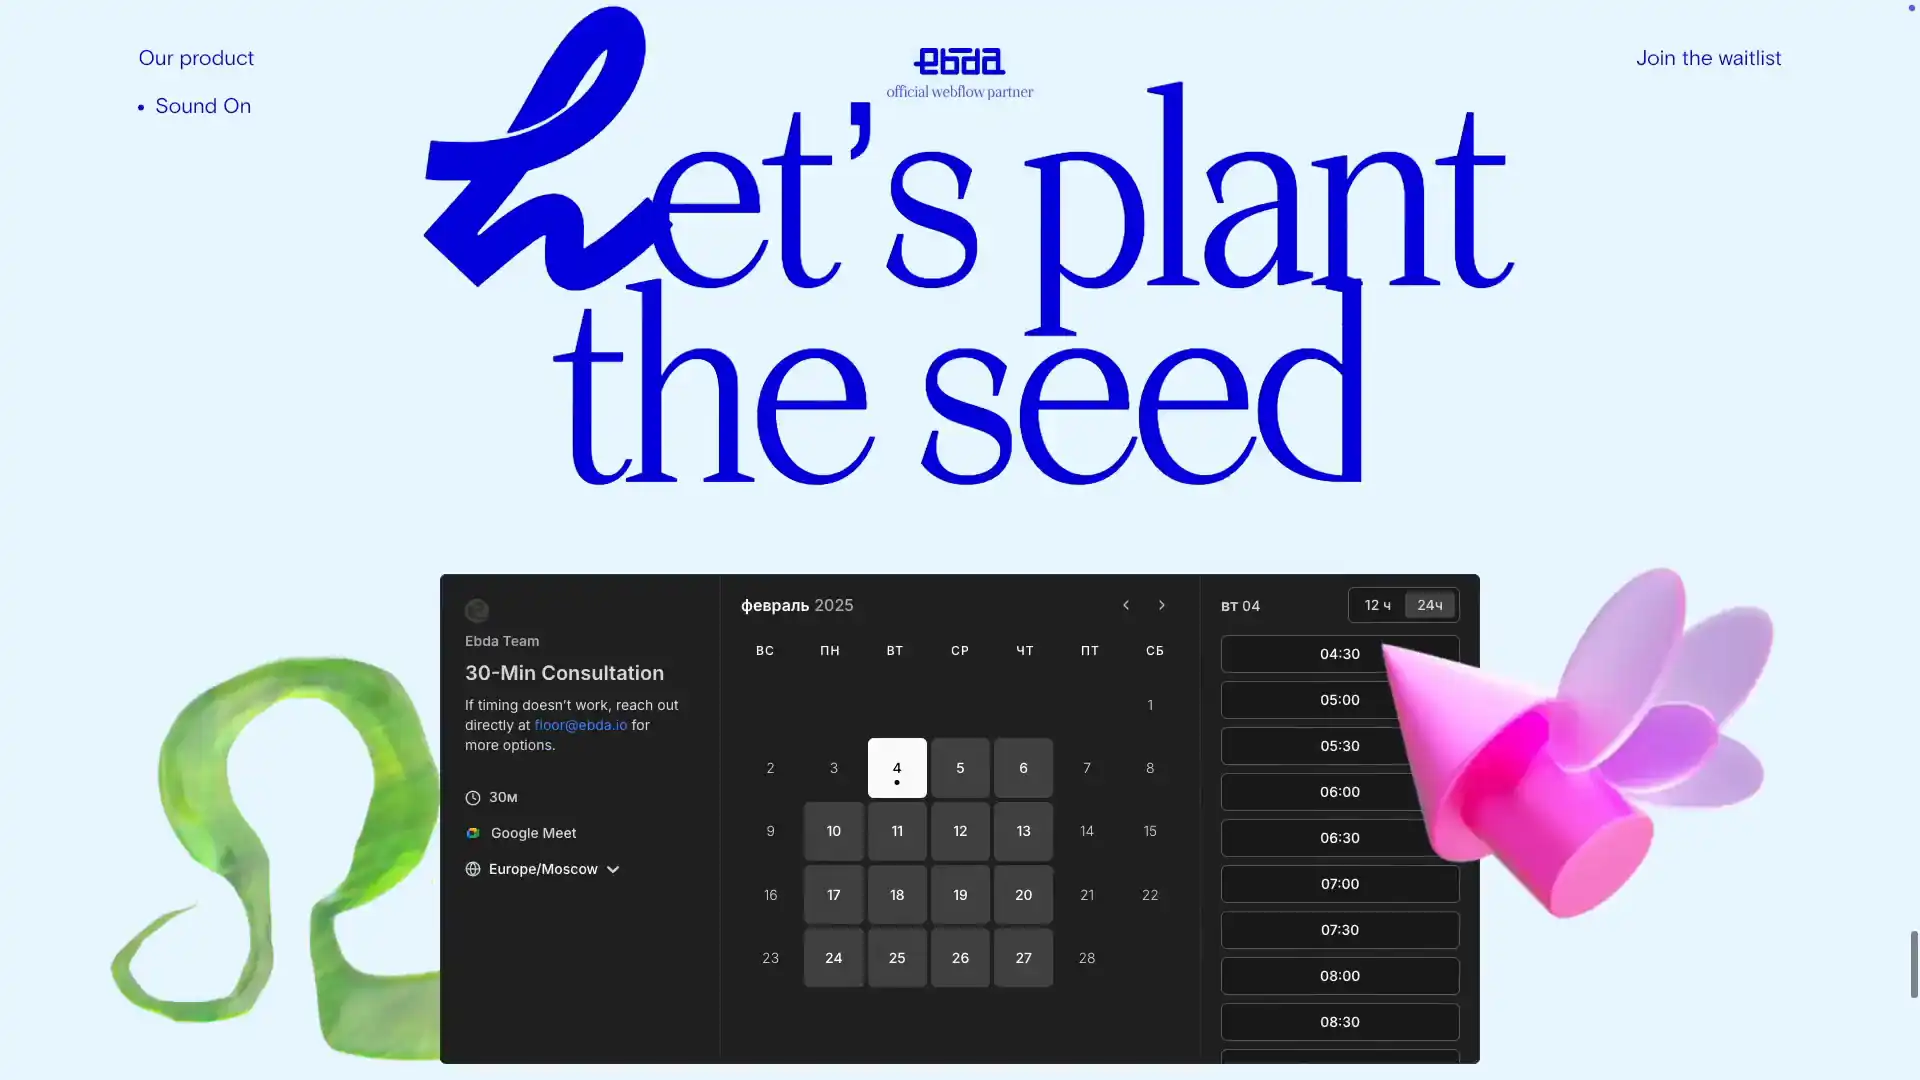 Our product
Sound On
ebda
official webflow partner
Join the waitlist
Let’s plant
the seed
Ebda Team
30-Min Consultation
If timing doesn’t work, reach out
directly at floor@ebda.io for
more options.
30м
Google Meet
Europe/Moscow
февраль 2025
ВС ПН ВТ СР ЧТ ПТ СБ
1
2 3 4 5 6 7 8
9 10 11 12 13 14 15
16 17 18 19 20 21 22
23 24 25 26 27 28
вт 04
12 ч 24ч
04:30
05:00
05:30
06:00
06:30
07:00
07:30
08:00
08:30